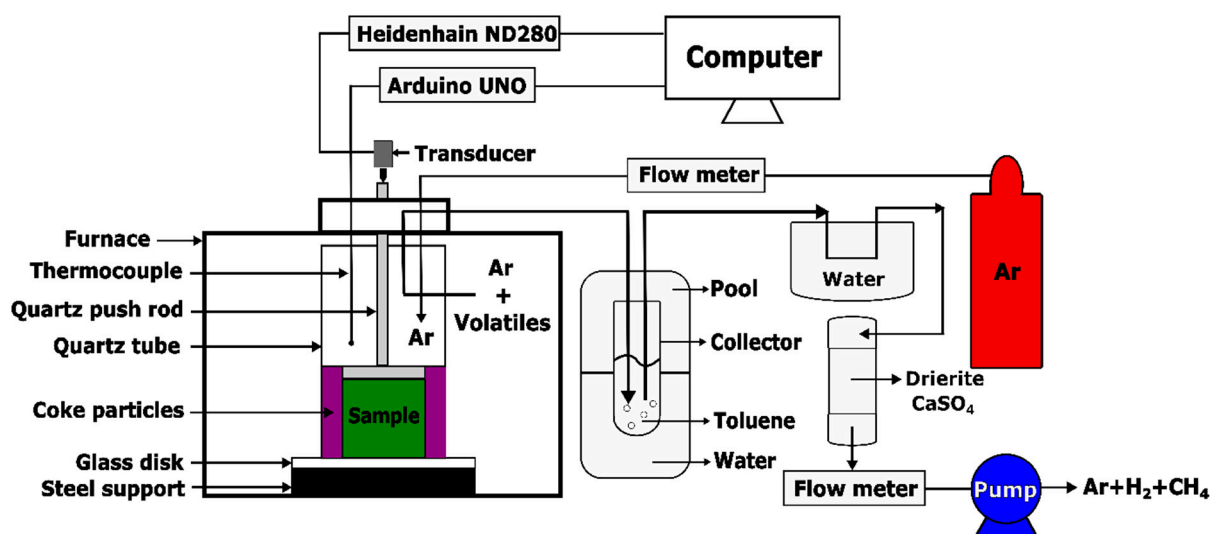 Heidenhain ND280
Computer
Arduino UNO
Transducer
Flow meter
Furnace
Thermocouple
Quartz push rod
Quartz tube
Coke particles
Glass disk
Steel support
Ar
+
Volatiles
Ar
Sample
Pool
Collector
Toluene
Water
Water
Ar
Drierite
CaSO₄
Flow meter
Pump
Ar+H₂+CH₄